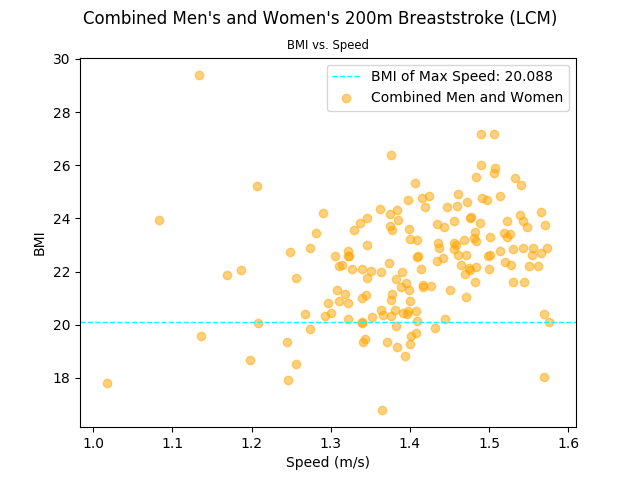 Combined Men's and Women's 200m Breaststroke (LCM)
BMI vs. Speed
BMI of Max Speed: 20.088
Combined Men and Women
BMI
30
28
26
24
22
20
18
1.0 1.1 1.2 1.3 1.4 1.5 1.6
Speed (m/s)